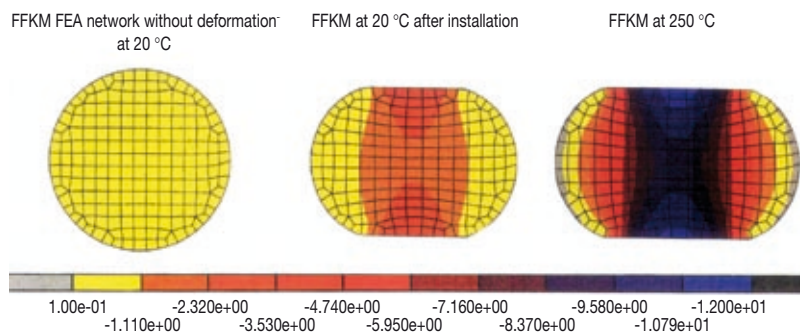 FFKM FEA network without deformation-
at 20 °C
FFKM at 20 °C after installation
FFKM at 250 °C
1.00e-01
-1.110e+00
-2.320e+00
-3.530e+00
-4.740e+00
-5.950e+00
-7.160e+00
-8.370e+00
-9.580e+00
-1.079e+01
-1.200e+01